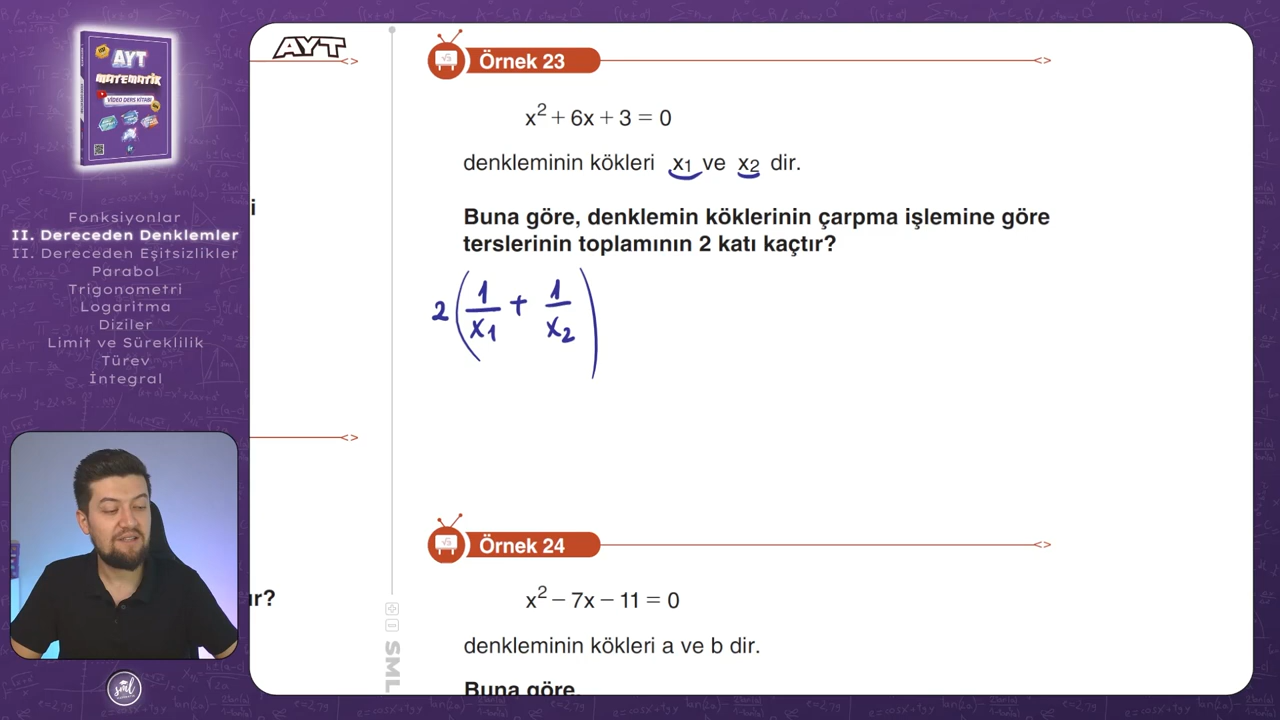 AYT
MATEMATİK
VİDEO DERS KİTABI
Fonksiyonlar
II. Dereceden Denklemler
II. Dereceden Eşitsizlikler
Parabol
Trigonometri
Logaritma
Diziler
Limit ve Süreklilik
Türev
İntegral
sml
AYT
i
ır?
SML
Örnek 23
x² + 6x + 3 = 0
denkleminin kökleri x₁ ve x₂ dir.
Buna göre, denklemin köklerinin çarpma işlemine göre
terslerinin toplamının 2 katı kaçtır?
2(1/x₁ + 1/x₂)
Örnek 24
x² − 7x − 11 = 0
denkleminin kökleri a ve b dir.
Buna göre,